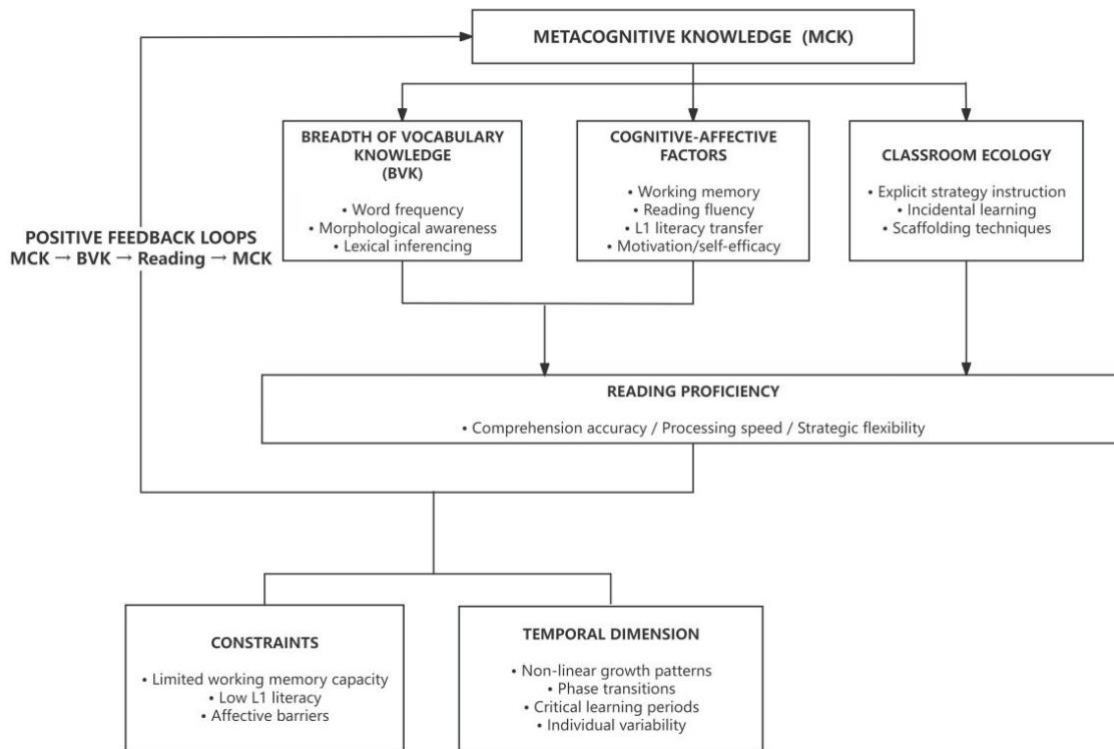 METACOGNITIVE KNOWLEDGE (MCK)
BREADTH OF VOCABULARY
KNOWLEDGE
(BVK)
• Word frequency
• Morphological awareness
• Lexical inferencing
COGNITIVE-AFFECTIVE
FACTORS
• Working memory
• Reading fluency
• L1 literacy transfer
• Motivation/self-efficacy
CLASSROOM ECOLOGY
• Explicit strategy instruction
• Incidental learning
• Scaffolding techniques
POSITIVE FEEDBACK LOOPS
MCK → BVK → Reading → MCK
READING PROFICIENCY
• Comprehension accuracy / Processing speed / Strategic flexibility
CONSTRAINTS
• Limited working memory capacity
• Low L1 literacy
• Affective barriers
TEMPORAL DIMENSION
• Non-linear growth patterns
• Phase transitions
• Critical learning periods
• Individual variability